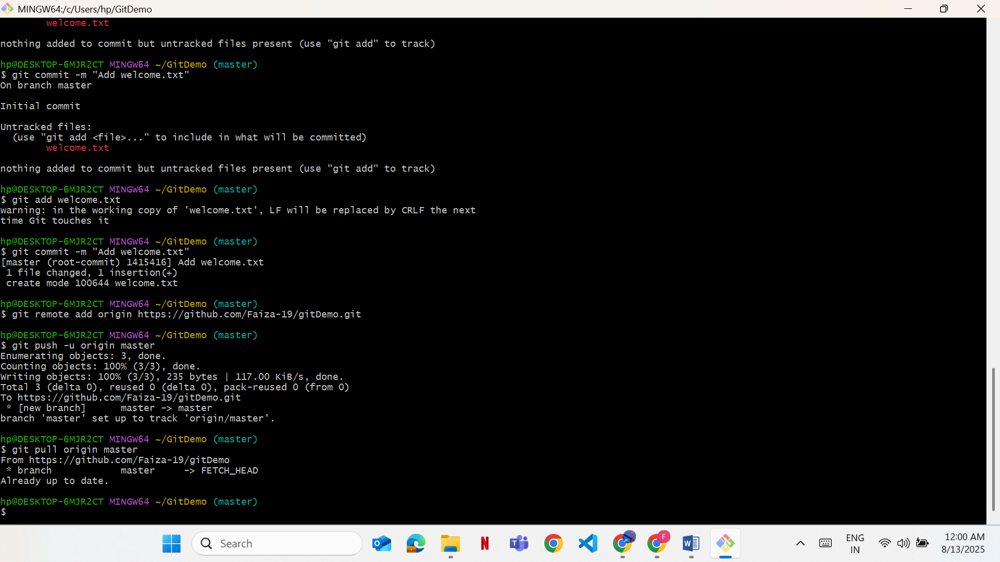 MINGW64:/c/Users/hp/GitDemo
welcome.txt
nothing added to commit but untracked files present (use "git add" to track)
hp@DESKTOP-6MJR2CT MINGW64 ~/GitDemo (master)
$ git commit -m "Add welcome.txt"
On branch master
Initial commit
Untracked files:
  (use "git add <file>..." to include in what will be committed)
        welcome.txt
nothing added to commit but untracked files present (use "git add" to track)
hp@DESKTOP-6MJR2CT MINGW64 ~/GitDemo (master)
$ git add welcome.txt
warning: in the working copy of 'welcome.txt', LF will be replaced by CRLF the next
time Git touches it
hp@DESKTOP-6MJR2CT MINGW64 ~/GitDemo (master)
$ git commit -m "Add welcome.txt"
[master (root-commit) 1415416] Add welcome.txt
 1 file changed, 1 insertion(+)
 create mode 100644 welcome.txt
hp@DESKTOP-6MJR2CT MINGW64 ~/GitDemo (master)
$ git remote add origin https://github.com/Faiza-19/gitDemo.git
hp@DESKTOP-6MJR2CT MINGW64 ~/GitDemo (master)
$ git push -u origin master
Enumerating objects: 3, done.
Counting objects: 100% (3/3), done.
Writing objects: 100% (3/3), 235 bytes | 117.00 KiB/s, done.
Total 3 (delta 0), reused 0 (delta 0), pack-reused 0 (from 0)
To https://github.com/Faiza-19/gitDemo.git
 * [new branch]      master -> master
branch 'master' set up to track 'origin/master'.
hp@DESKTOP-6MJR2CT MINGW64 ~/GitDemo (master)
$ git pull origin master
From https://github.com/Faiza-19/gitDemo
 * branch            master     -> FETCH_HEAD
Already up to date.
hp@DESKTOP-6MJR2CT MINGW64 ~/GitDemo (master)
$
Search
F
ENG
IN
12:00 AM
8/13/2025